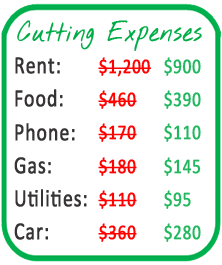 Cutting Expenses
Rent: $1,200 $900
Food: $460 $390
Phone: $170 $110
Gas: $180 $145
Utilities: $110 $95
Car: $360 $280